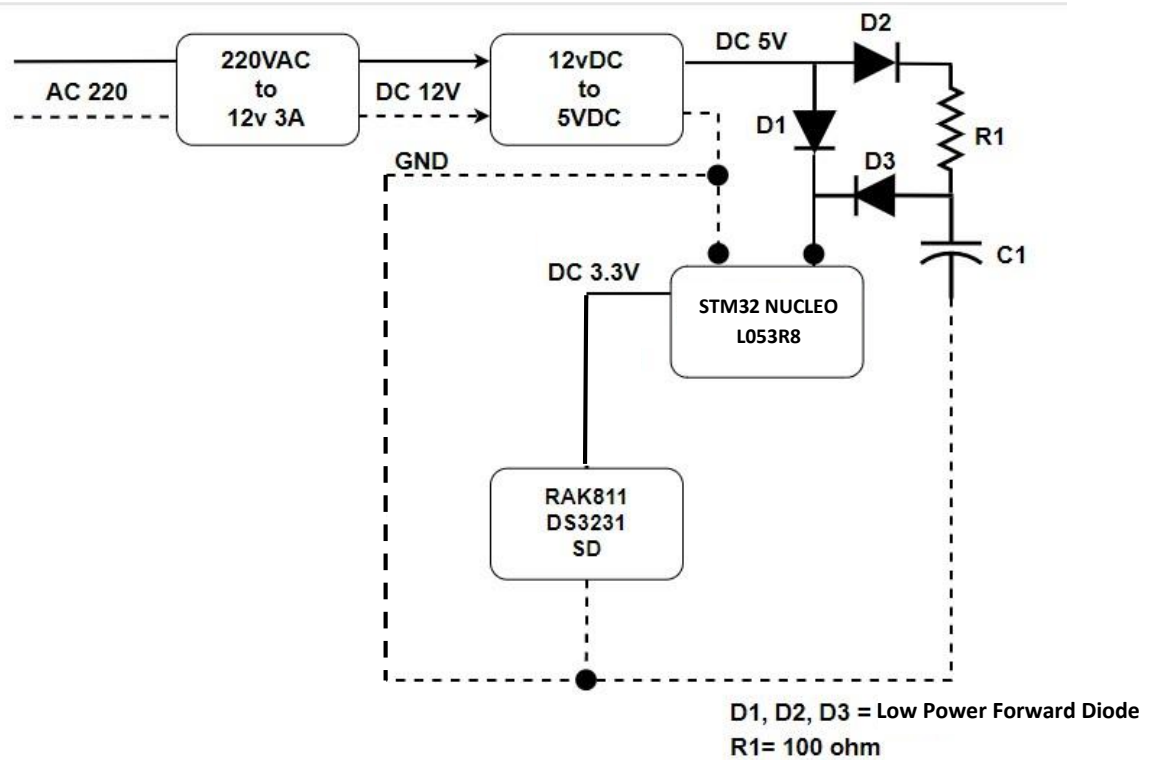 D2
220VAC
to
12v 3A
12vDC
to
5VDC
DC 5V
AC 220
DC 12V
D1
R1
GND
D3
C1
DC 3.3V
STM32 NUCLEO
L053R8
RAK811
DS3231
SD
D1, D2, D3 = Low Power Forward Diode
R1= 100 ohm